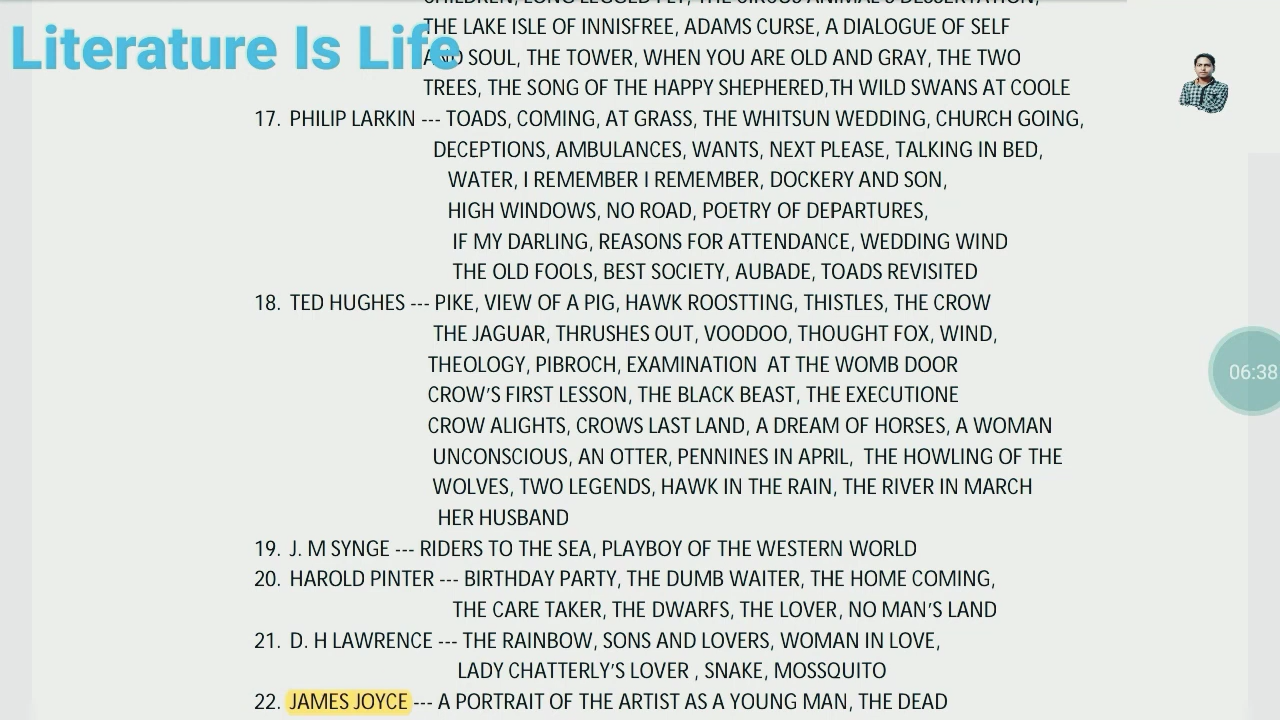 CHILDREN, LONG LEGGED FLY, THE CIRCUS ANIMAL'S DESSERTATION,
THE LAKE ISLE OF INNISFREE, ADAMS CURSE, A DIALOGUE OF SELF
Literature Is Life
AND SOUL, THE TOWER, WHEN YOU ARE OLD AND GRAY, THE TWO
TREES, THE SONG OF THE HAPPY SHEPHERED,TH WILD SWANS AT COOLE
17. PHILIP LARKIN --- TOADS, COMING, AT GRASS, THE WHITSUN WEDDING, CHURCH GOING,
DECEPTIONS, AMBULANCES, WANTS, NEXT PLEASE, TALKING IN BED,
WATER, I REMEMBER I REMEMBER, DOCKERY AND SON,
HIGH WINDOWS, NO ROAD, POETRY OF DEPARTURES,
IF MY DARLING, REASONS FOR ATTENDANCE, WEDDING WIND
THE OLD FOOLS, BEST SOCIETY, AUBADE, TOADS REVISITED
18. TED HUGHES --- PIKE, VIEW OF A PIG, HAWK ROOSTTING, THISTLES, THE CROW
THE JAGUAR, THRUSHES OUT, VOODOO, THOUGHT FOX, WIND,
THEOLOGY, PIBROCH, EXAMINATION AT THE WOMB DOOR
06:38
CROW'S FIRST LESSON, THE BLACK BEAST, THE EXECUTIONE
CROW ALIGHTS, CROWS LAST LAND, A DREAM OF HORSES, A WOMAN
UNCONSCIOUS, AN OTTER, PENNINES IN APRIL, THE HOWLING OF THE
WOLVES, TWO LEGENDS, HAWK IN THE RAIN, THE RIVER IN MARCH
HER HUSBAND
19. J. M SYNGE --- RIDERS TO THE SEA, PLAYBOY OF THE WESTERN WORLD
20. HAROLD PINTER --- BIRTHDAY PARTY, THE DUMB WAITER, THE HOME COMING,
THE CARE TAKER, THE DWARFS, THE LOVER, NO MAN'S LAND
21. D. H LAWRENCE --- THE RAINBOW, SONS AND LOVERS, WOMAN IN LOVE,
LADY CHATTERLY'S LOVER , SNAKE, MOSSQUITO
22. JAMES JOYCE --- A PORTRAIT OF THE ARTIST AS A YOUNG MAN, THE DEAD